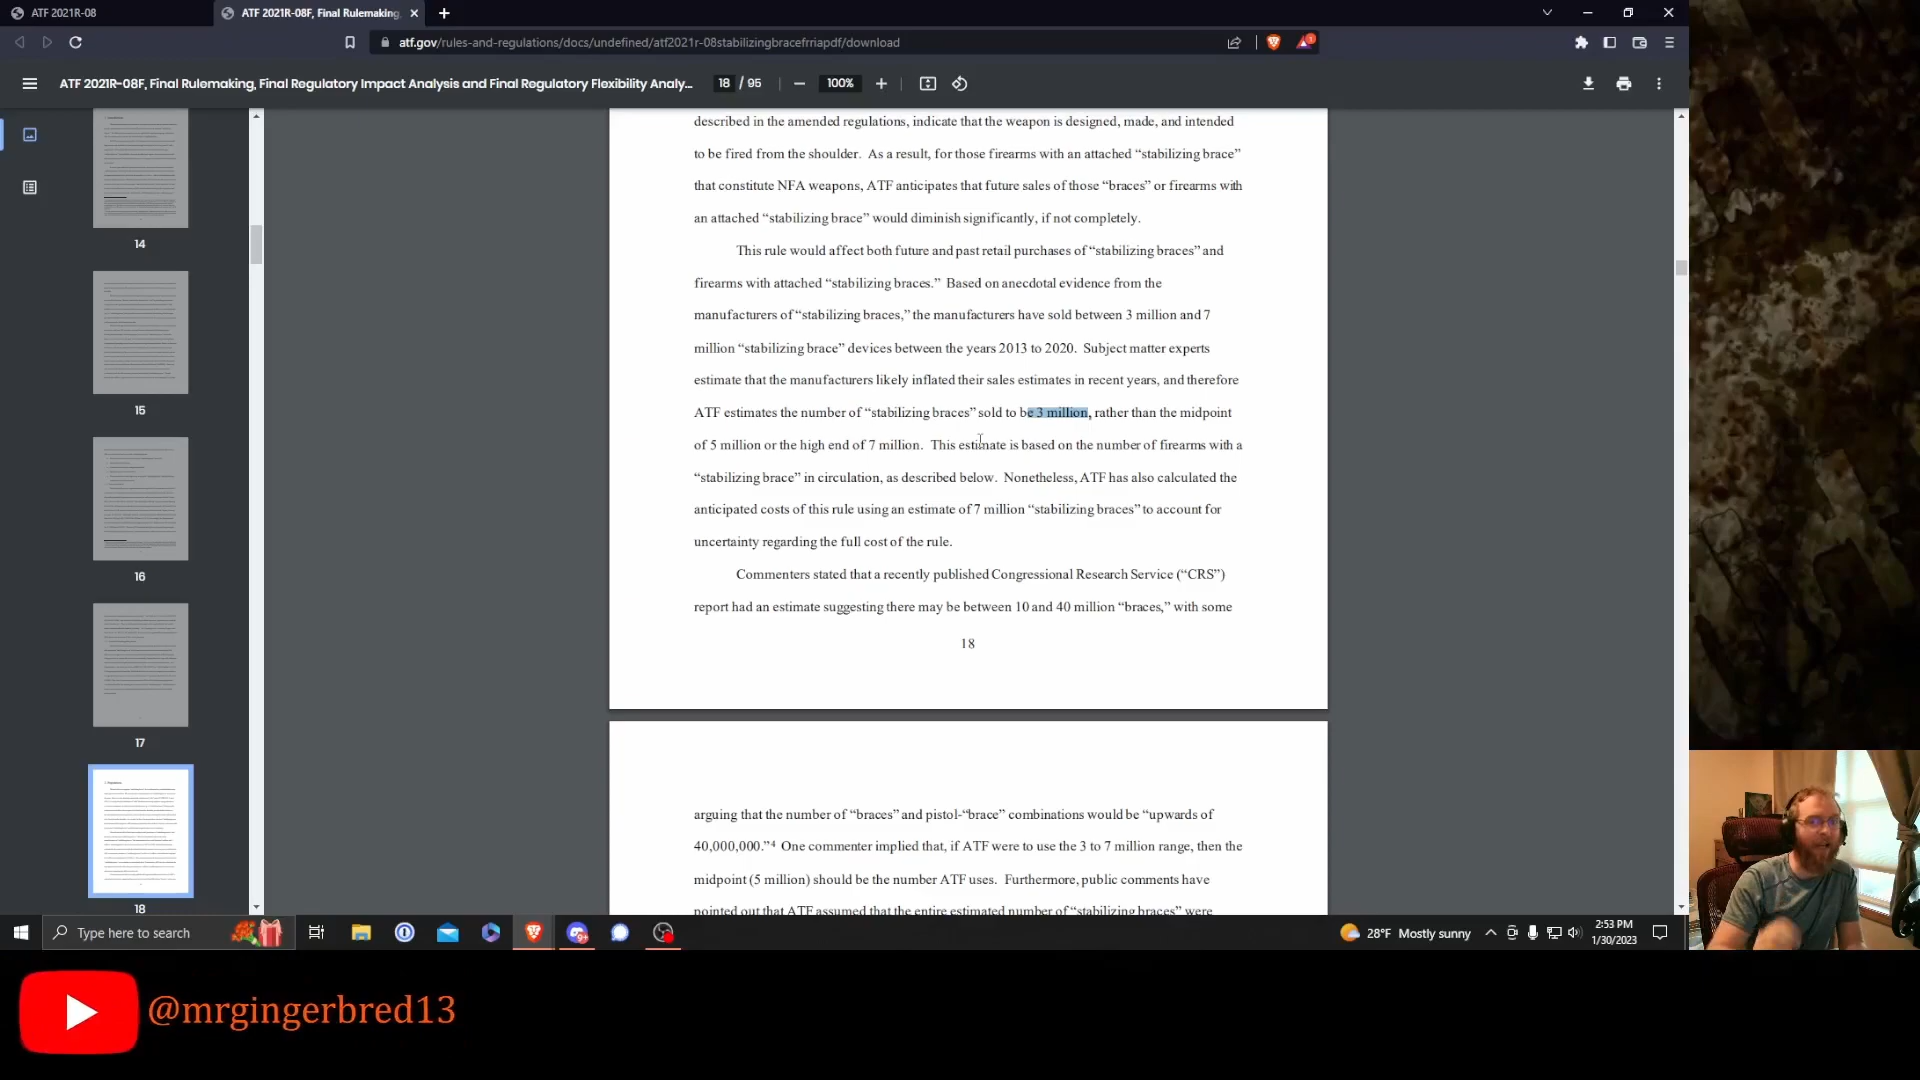 ATF 2021R-08
ATF 2021R-08F, Final Rulemaking,
atf.gov/rules-and-regulations/docs/undefined/atf2021r-08stabilizingbracefrriapdf/download
1
ATF 2021R-08F, Final Rulemaking, Final Regulatory Impact Analysis and Final Regulatory Flexibility Analy...
18 / 95
100%
14
15
16
17
18
described in the amended regulations, indicate that the weapon is designed, made, and intended
to be fired from the shoulder. As a result, for those firearms with an attached “stabilizing brace”
that constitute NFA weapons, ATF anticipates that future sales of those “braces” or firearms with
an attached “stabilizing brace” would diminish significantly, if not completely.
This rule would affect both future and past retail purchases of “stabilizing braces” and
firearms with attached “stabilizing braces.” Based on anecdotal evidence from the
manufacturers of “stabilizing braces,” the manufacturers have sold between 3 million and 7
million “stabilizing brace” devices between the years 2013 to 2020. Subject matter experts
estimate that the manufacturers likely inflated their sales estimates in recent years, and therefore
ATF estimates the number of “stabilizing braces” sold to be 3 million, rather than the midpoint
of 5 million or the high end of 7 million. This estimate is based on the number of firearms with a
“stabilizing brace” in circulation, as described below. Nonetheless, ATF has also calculated the
anticipated costs of this rule using an estimate of 7 million “stabilizing braces” to account for
uncertainty regarding the full cost of the rule.
Commenters stated that a recently published Congressional Research Service (“CRS”)
report had an estimate suggesting there may be between 10 and 40 million “braces,” with some
18
arguing that the number of “braces” and pistol-“brace” combinations would be “upwards of
40,000,000.”4 One commenter implied that, if ATF were to use the 3 to 7 million range, then the
midpoint (5 million) should be the number ATF uses. Furthermore, public comments have
pointed out that ATF assumed that the entire estimated number of “stabilizing braces” were
Type here to search
28°F Mostly sunny
2:53 PM
1/30/2023
@mrgingerbred13